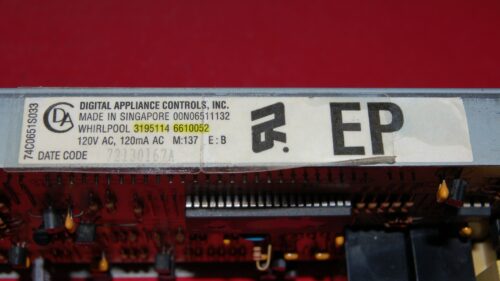 74C0651S033
CDA
DIGITAL APPLIANCE CONTROLS, INC.
MADE IN SINGAPORE 00N06511132
WHIRLPOOL 3195114 6610052
120V AC, 120mA AC M:137 E:B
DATE CODE
EP